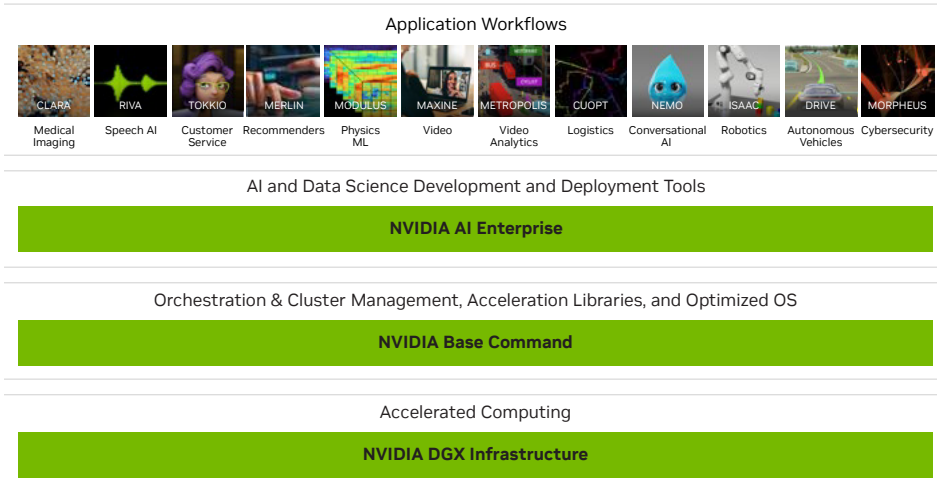 Application Workflows
CLARA RIVA TOKKIO MERLIN MODULUS MAXINE METROPOLIS CUOPT NEMO ISAAC DRIVE MORPHEUS
Medical Imaging Speech AI Customer Service Recommenders Physics ML Video Video Analytics Logistics Conversational AI Robotics Autonomous Vehicles Cybersecurity
AI and Data Science Development and Deployment Tools
NVIDIA AI Enterprise
Orchestration & Cluster Management, Acceleration Libraries, and Optimized OS
NVIDIA Base Command
Accelerated Computing
NVIDIA DGX Infrastructure